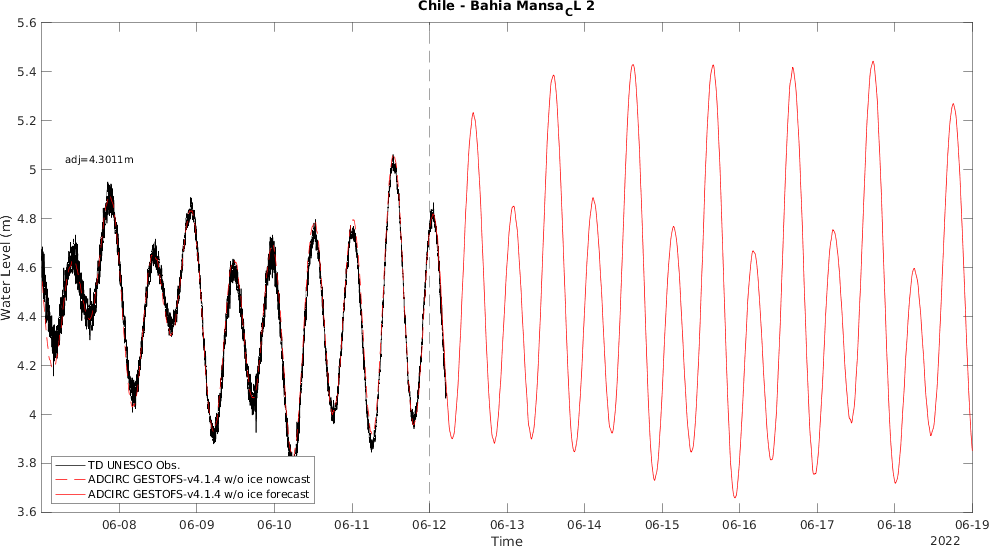 Chile - Bahia Mansa_CL 2
5.6
5.4
5.2
5
4.8
4.6
4.4
4.2
4
3.8
3.6
Water Level (m)
adj=4.3011m
TD UNESCO Obs.
ADCIRC GESTOFS-v4.1.4 w/o ice nowcast
ADCIRC GESTOFS-v4.1.4 w/o ice forecast
06-08 06-09 06-10 06-11 06-12 06-13 06-14 06-15 06-16 06-17 06-18 06-19
Time
2022